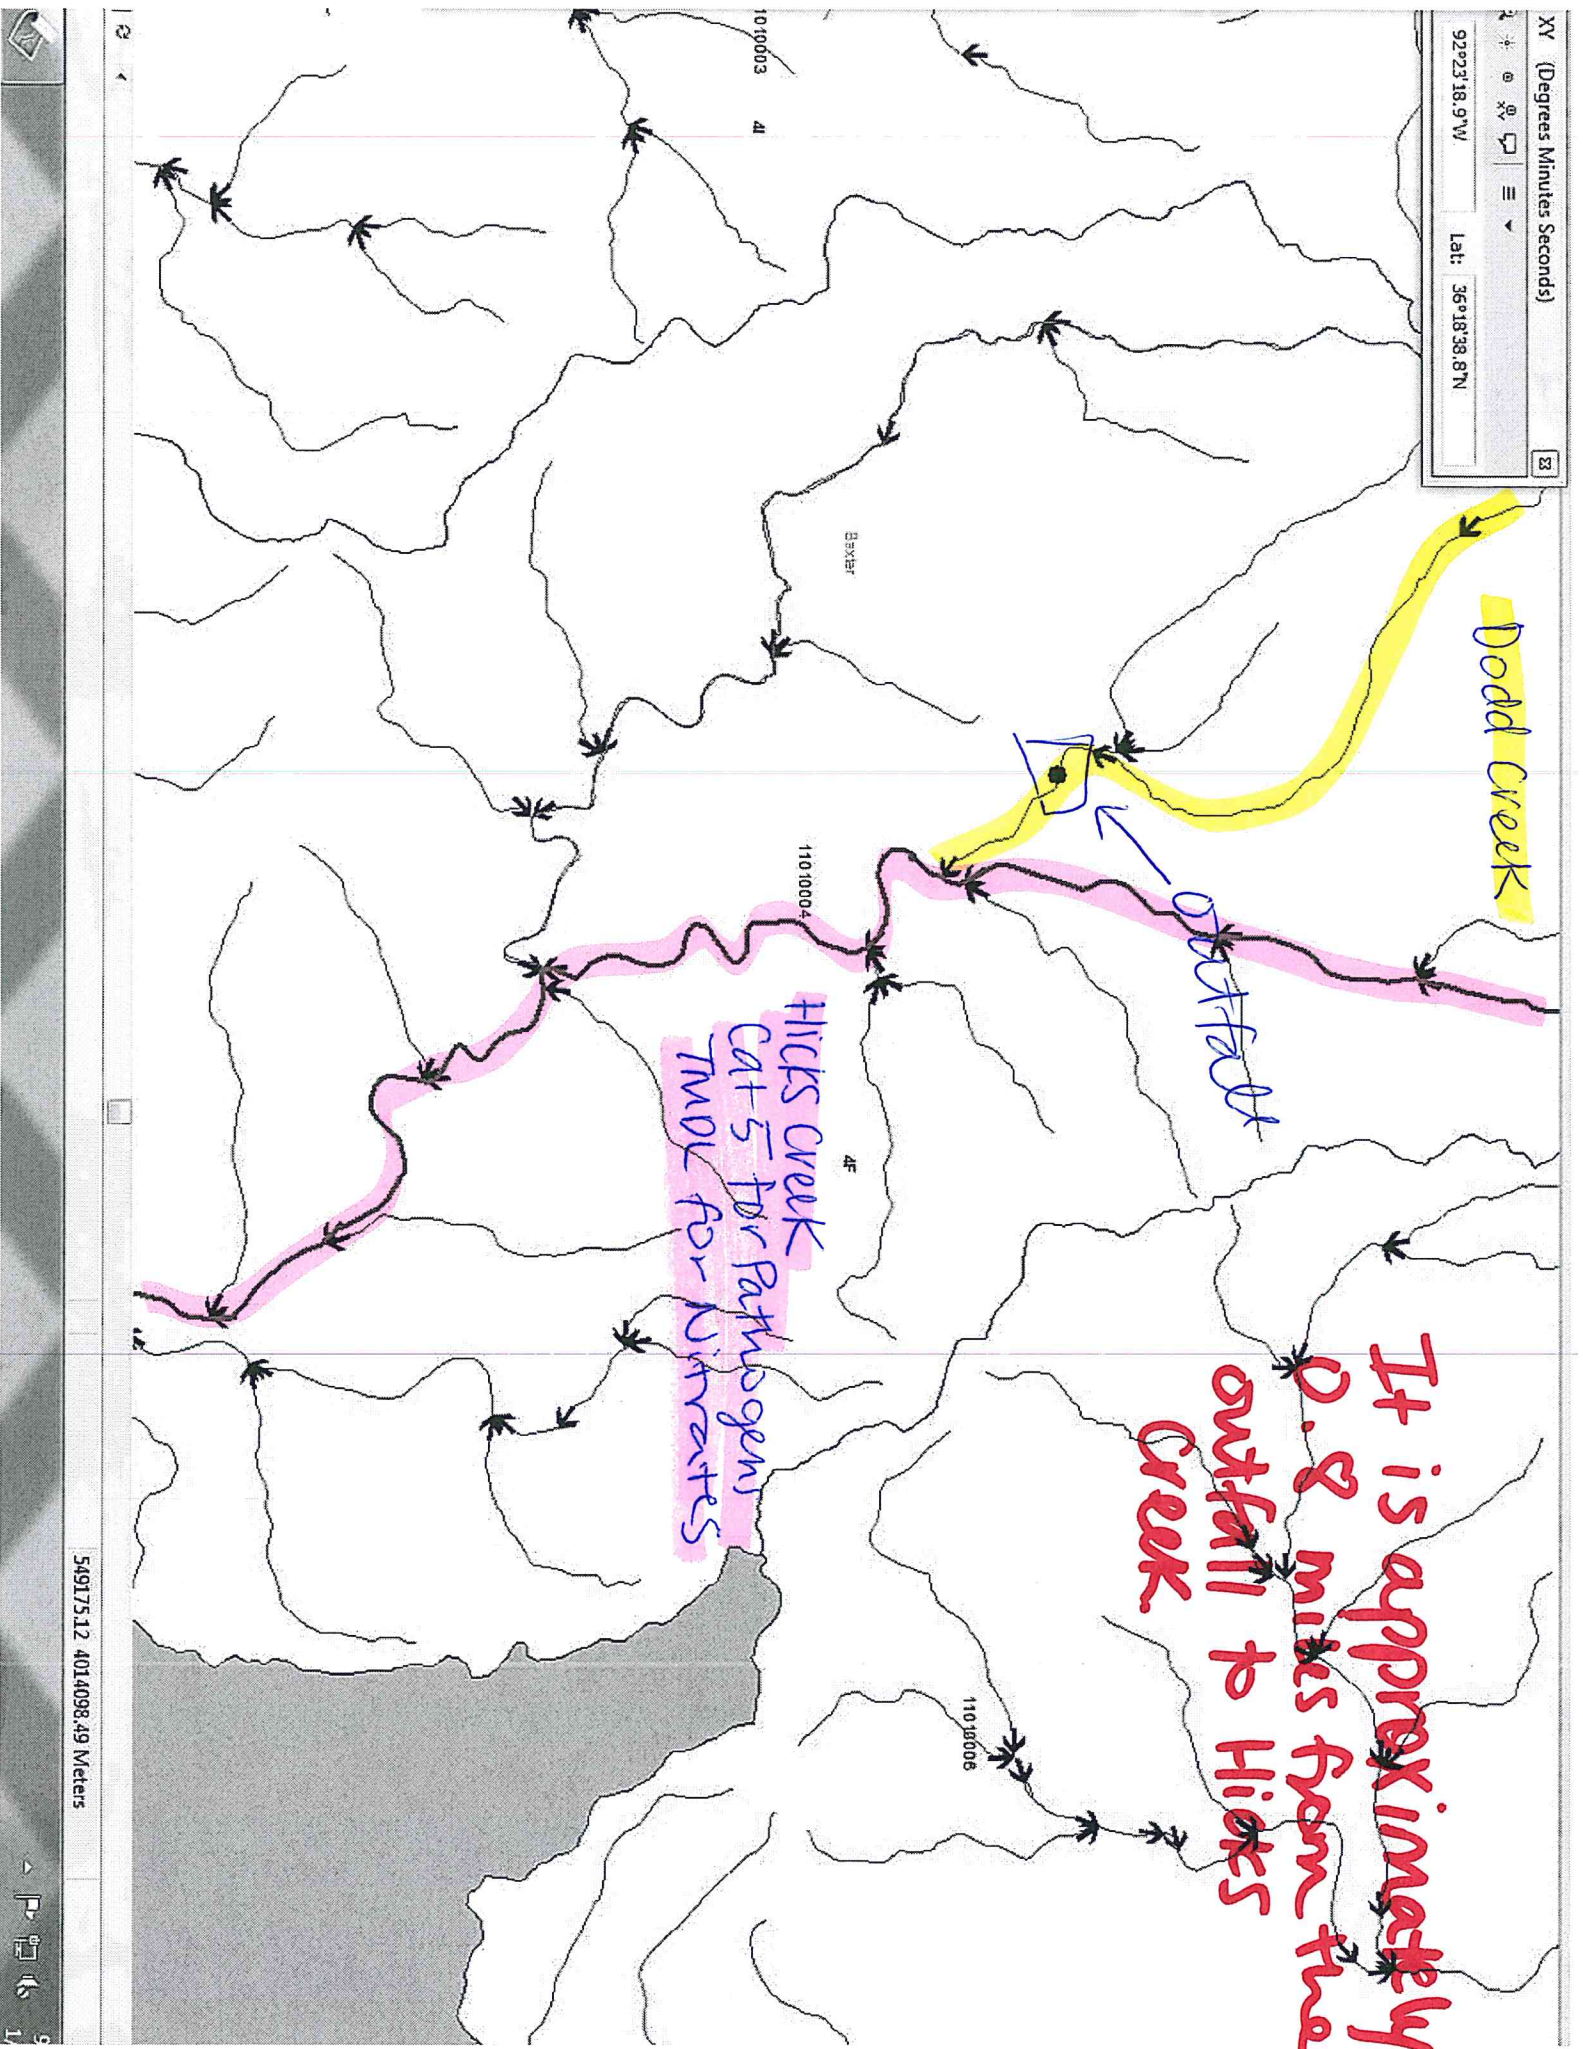 XY (Degrees Minutes Seconds)
92°23'18.9"W Lat: 36°18'38.8"N
Dodd Creek
outfall
It is approximately
0.8 miles from the
outfall to Hicks
Creek.
Baxter
11010004
4F
Hicks Creek
Cat 5 for Pathogens
TMDL for Nitrates
1010003
4I
11010006
549175.12 4014098.49 Meters